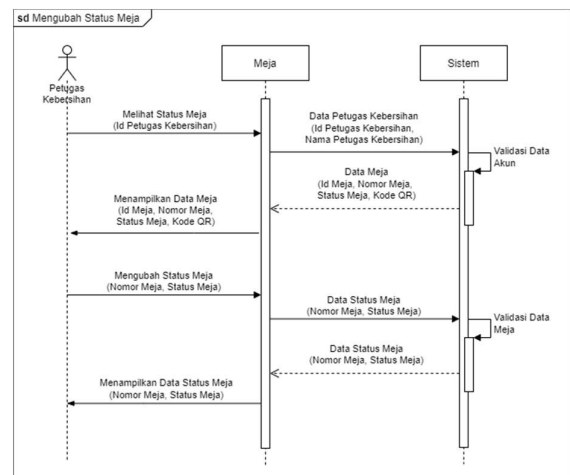 sd Mengubah Status Meja
Petugas
Kebersihan
Meja
Sistem
Melihat Status Meja
(Id Petugas Kebersihan)
Data Petugas Kebersihan
(Id Petugas Kebersihan,
Nama Petugas Kebersihan)
Validasi Data
Akun
Data Meja
(Id Meja, Nomor Meja,
Status Meja, Kode QR)
Menampilkan Data Meja
(Id Meja, Nomor Meja,
Status Meja, Kode QR)
Mengubah Status Meja
(Nomor Meja, Status Meja)
Data Status Meja
(Nomor Meja, Status Meja)
Validasi Data
Meja
Data Status Meja
(Nomor Meja, Status Meja)
Menampilkan Data Status Meja
(Nomor Meja, Status Meja)